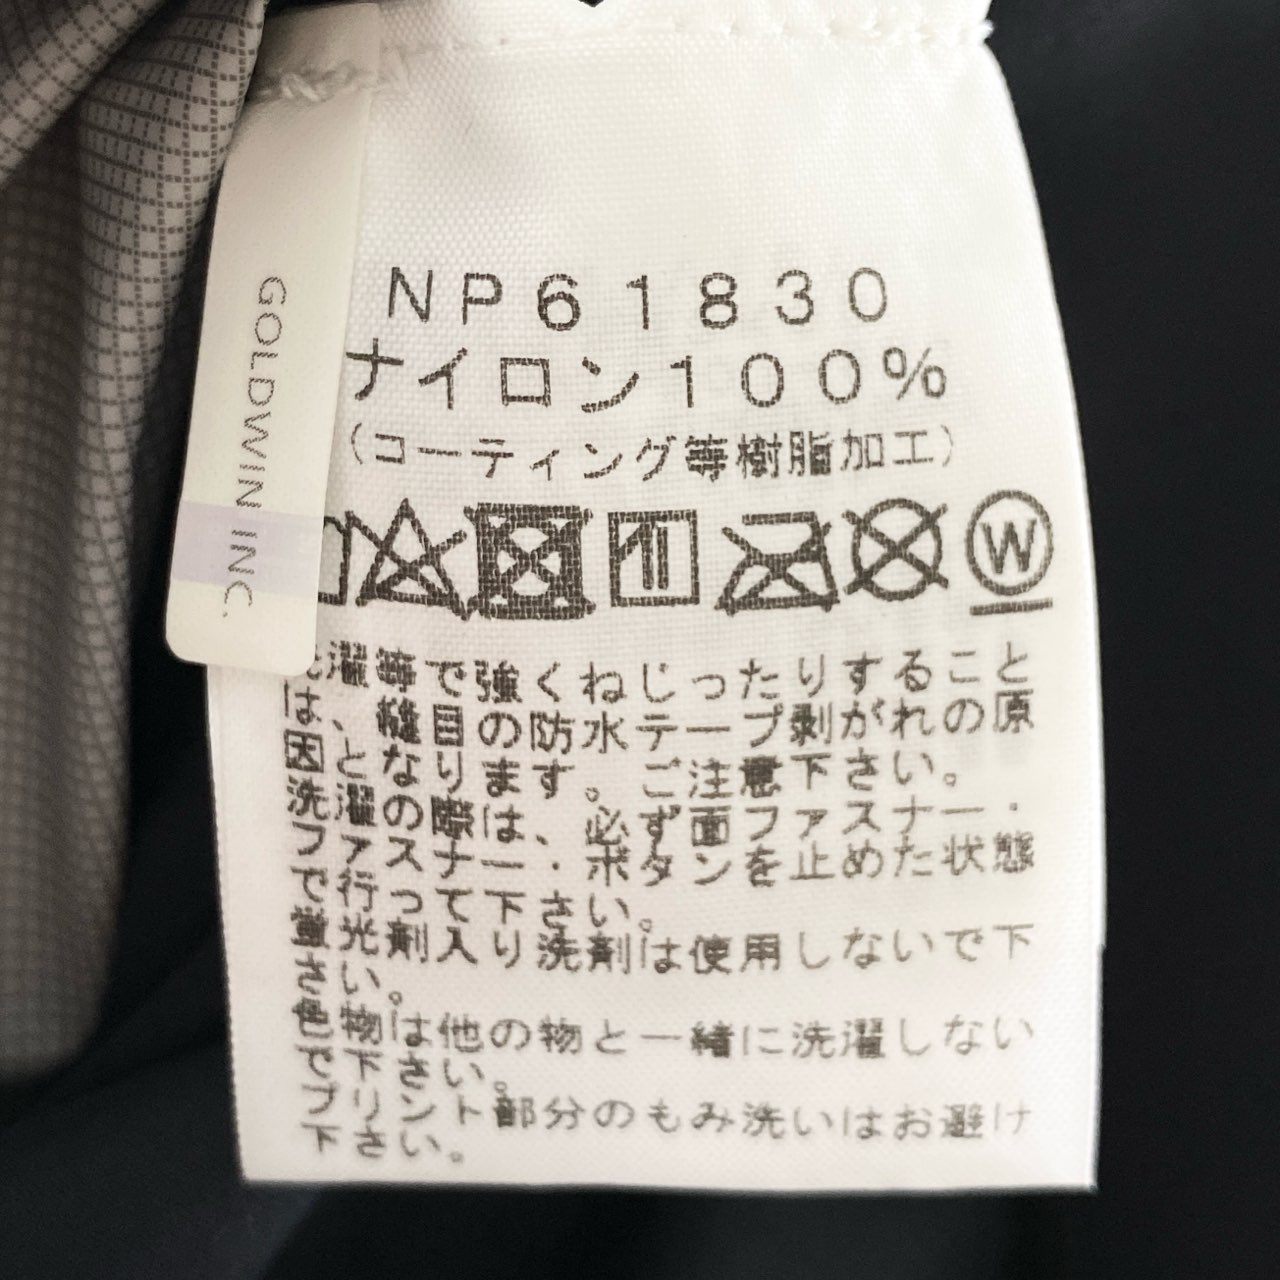 GOLDWIN INC.
NP61830
ナイロン100%
(コーティング等樹脂加工)
W
濯等で強くねじったりすること
は、縫目の防水テープ剥がれの原
因となります。ご注意下さい。
洗濯の際は、必ず面ファスナー・
ファスナー・ボタンを止めた状態
で行って下さい。
蛍光剤入り洗剤は使用しないで下
さい。
色物は他の物と一緒に洗濯しない
で下さい。
プリント部分のもみ洗いはお避け
下さい。